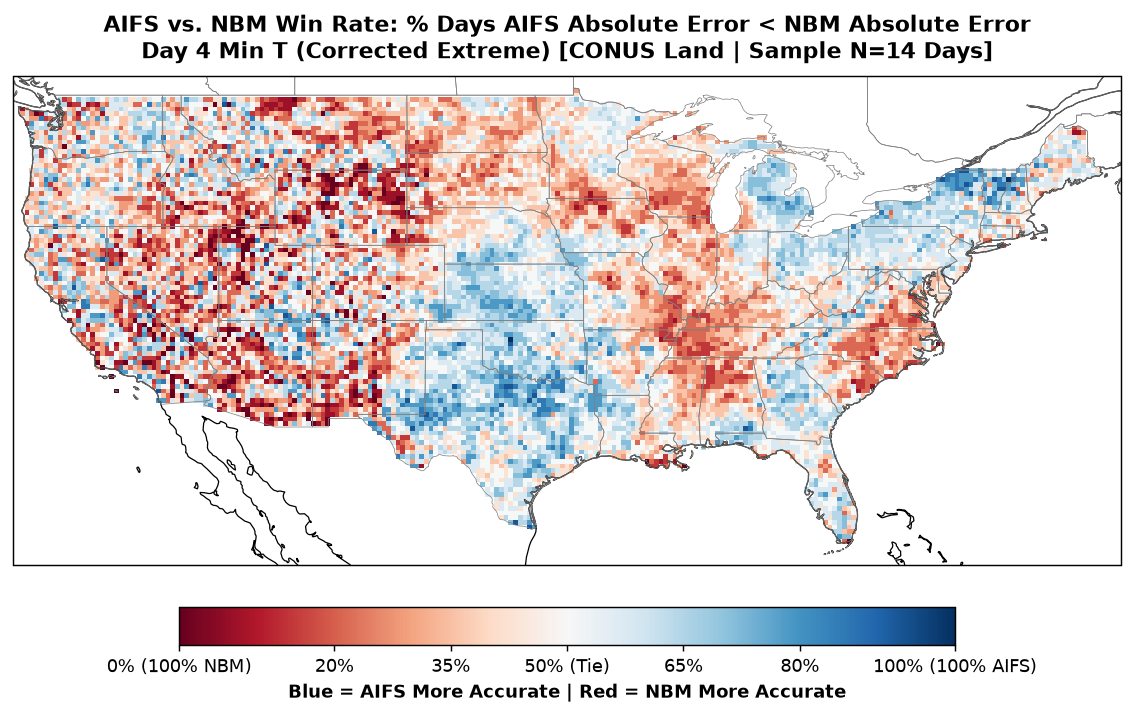 AIFS vs. NBM Win Rate: % Days AIFS Absolute Error < NBM Absolute Error
Day 4 Min T (Corrected Extreme) [CONUS Land | Sample N=14 Days]
0% (100% NBM) 20% 35% 50% (Tie) 65% 80% 100% (100% AIFS)
Blue = AIFS More Accurate | Red = NBM More Accurate